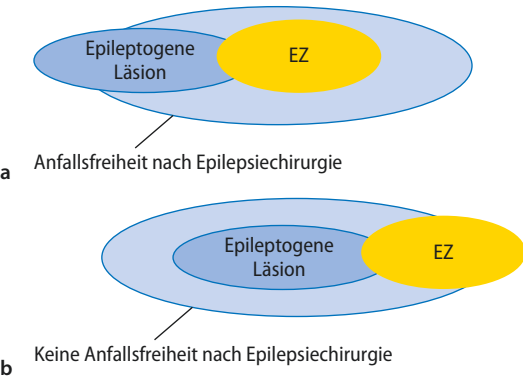 Epileptogene
Läsion
EZ
a
Anfallsfreiheit nach Epilepsiechirurgie
Epileptogene
Läsion
EZ
b
Keine Anfallsfreiheit nach Epilepsiechirurgie